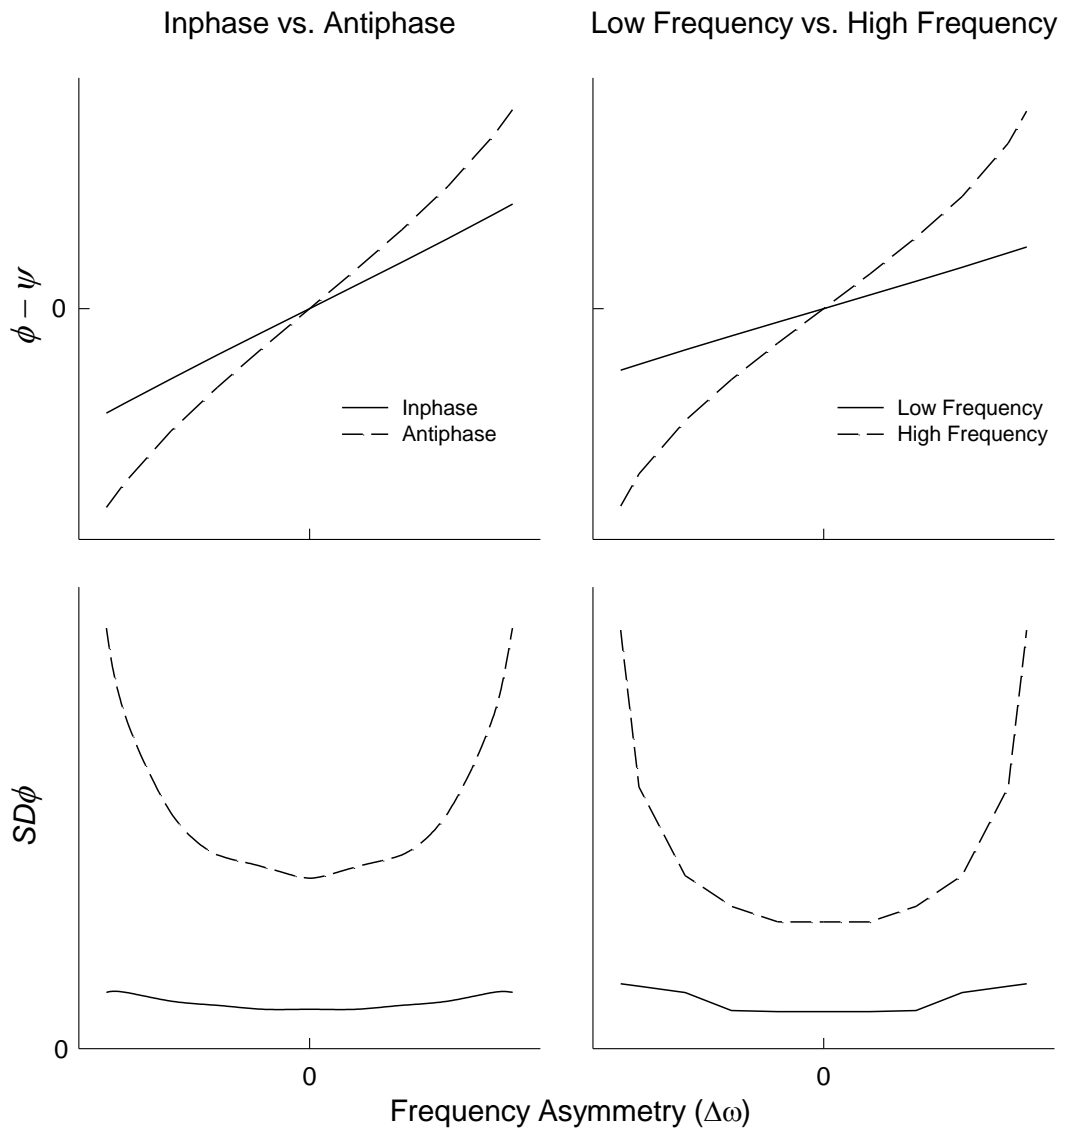 Inphase vs. Antiphase
Low Frequency vs. High Frequency
ϕ – ψ
0
Inphase
Antiphase
Low Frequency
High Frequency
SDϕ
0
0
0
Frequency Asymmetry (Δω)